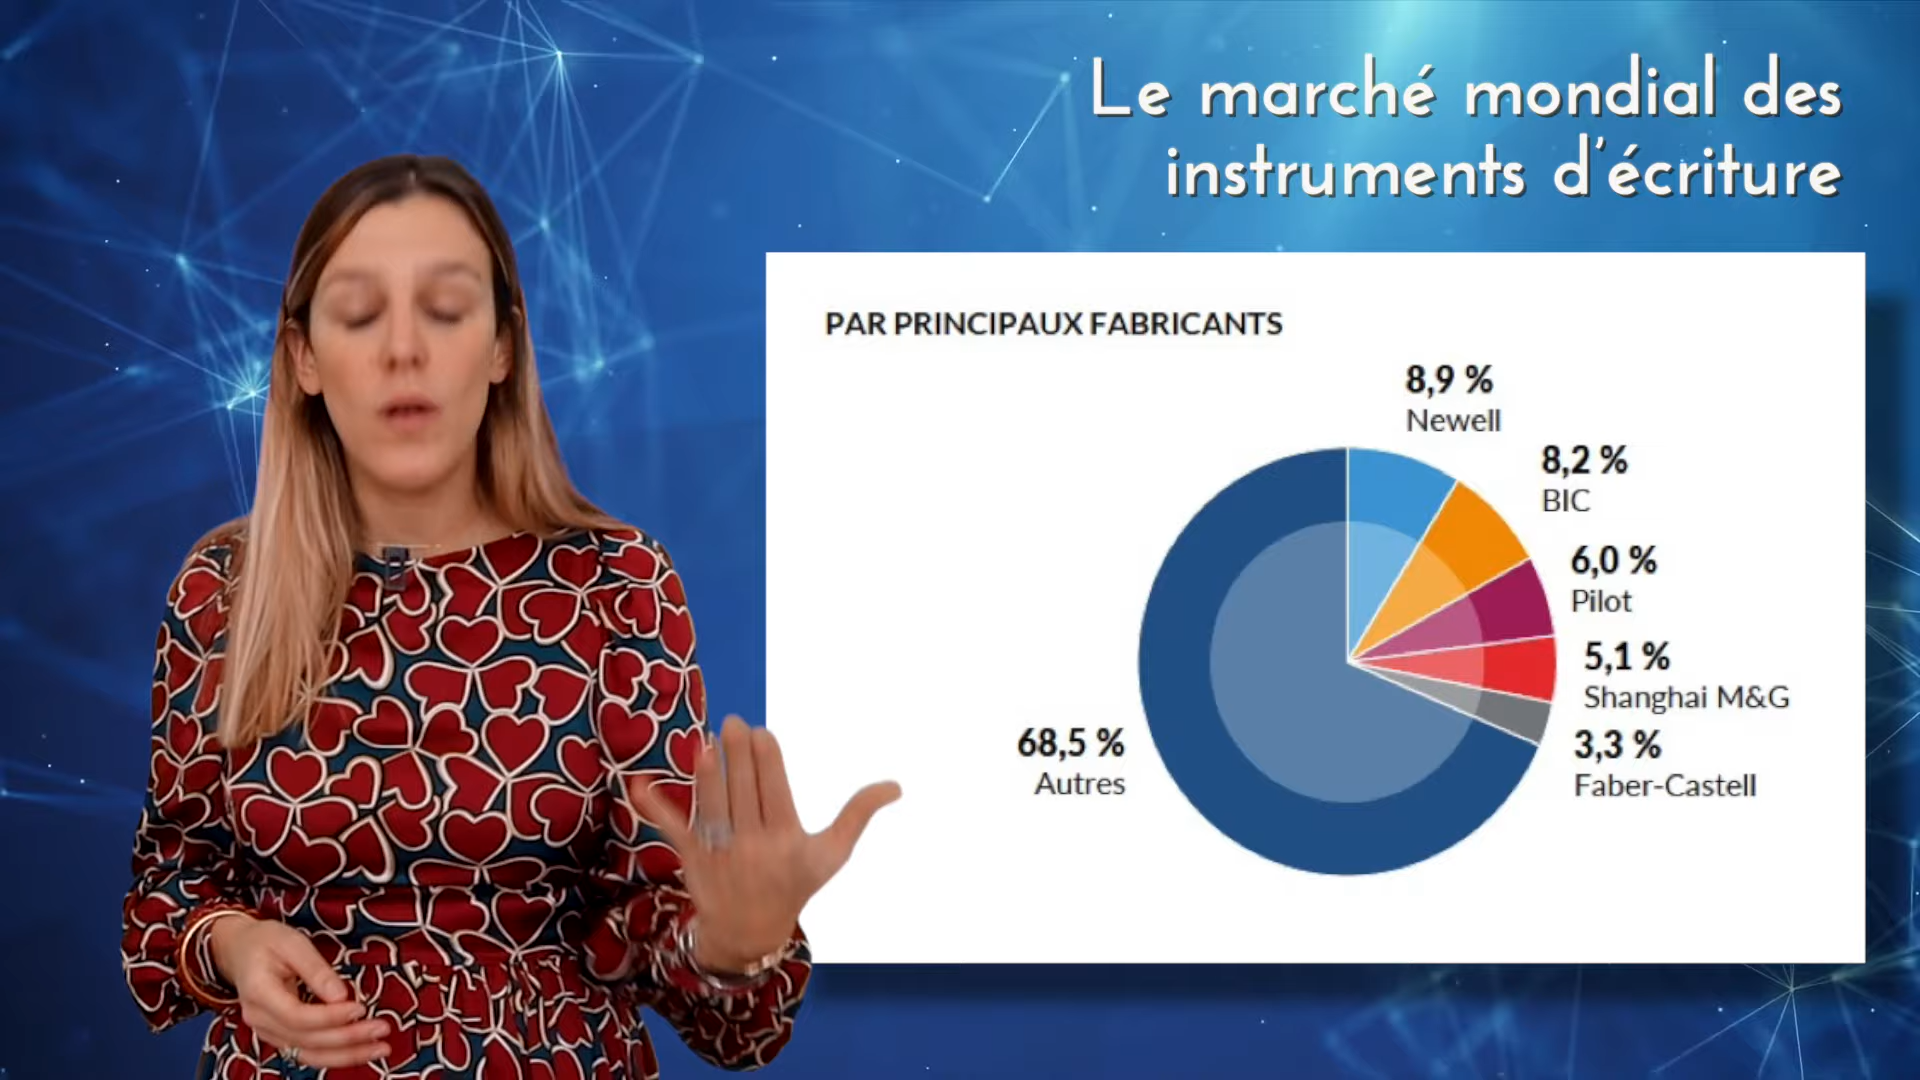 Le marché mondial des
instruments d'écriture
PAR PRINCIPAUX FABRICANTS
8,9 %
Newell
8,2 %
BIC
6,0 %
Pilot
5,1 %
Shanghai M&G
3,3 %
Faber-Castell
68,5 %
Autres